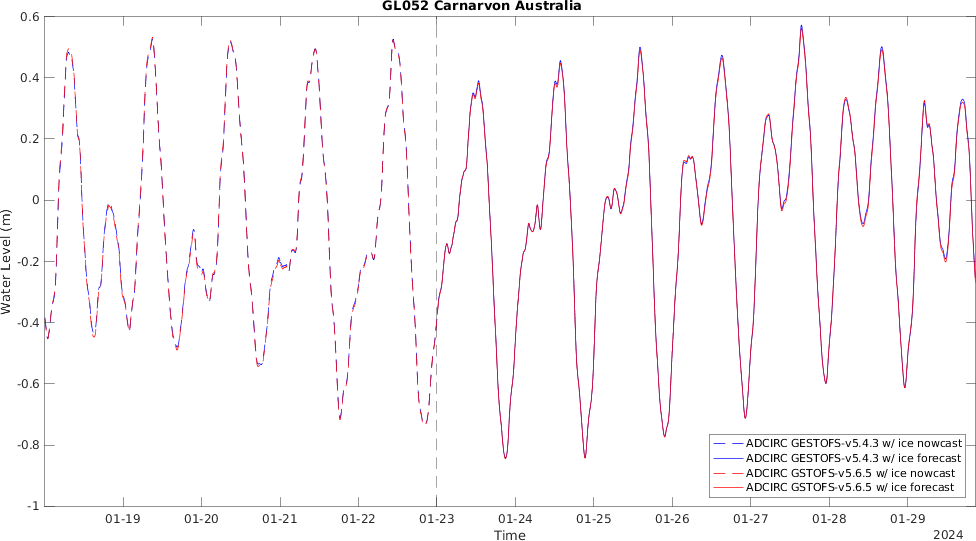 GL052 Carnarvon Australia
0.6
0.4
0.2
0
-0.2
-0.4
-0.6
-0.8
-1
Water Level (m)
ADCIRC GESTOFS-v5.4.3 w/ ice nowcast
ADCIRC GESTOFS-v5.4.3 w/ ice forecast
ADCIRC GSTOFS-v5.6.5 w/ ice nowcast
ADCIRC GSTOFS-v5.6.5 w/ ice forecast
01-19 01-20 01-21 01-22 01-23 01-24 01-25 01-26 01-27 01-28 01-29
Time
2024